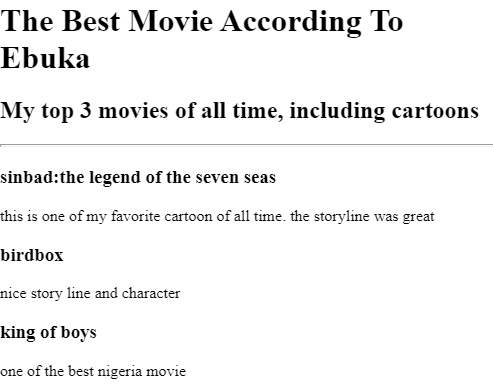 The Best Movie According To
Ebuka
My top 3 movies of all time, including cartoons
sinbad:the legend of the seven seas
this is one of my favorite cartoon of all time. the storyline was great
birdbox
nice story line and character
king of boys
one of the best nigeria movie